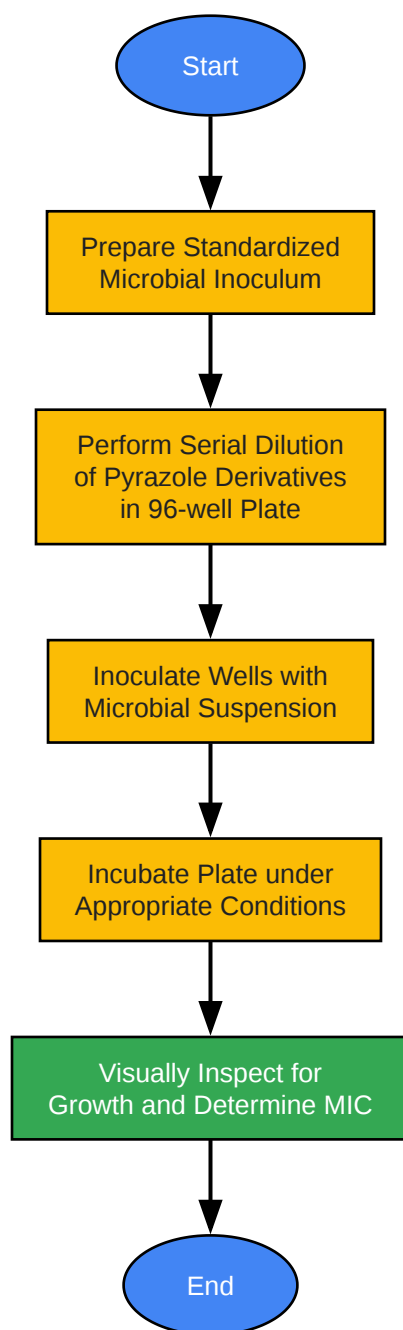 Start
Prepare Standardized
Microbial Inoculum
Perform Serial Dilution
of Pyrazole Derivatives
in 96-well Plate
Inoculate Wells with
Microbial Suspension
Incubate Plate under
Appropriate Conditions
Visually Inspect for
Growth and Determine MIC
End